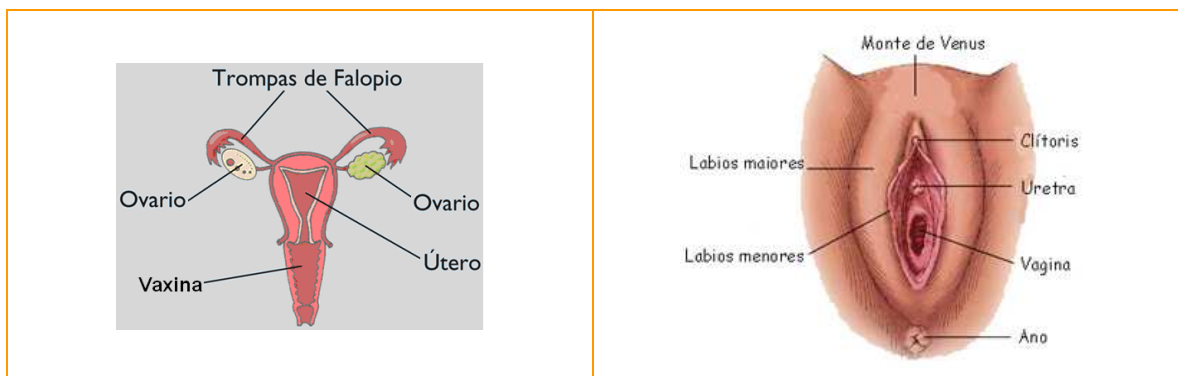 Trompas de Falopio
Ovario
Ovario
Útero
Vaxina
Monte de Venus
Clítoris
Labios maiores
Uretra
Labios menores
Vagina
Ano